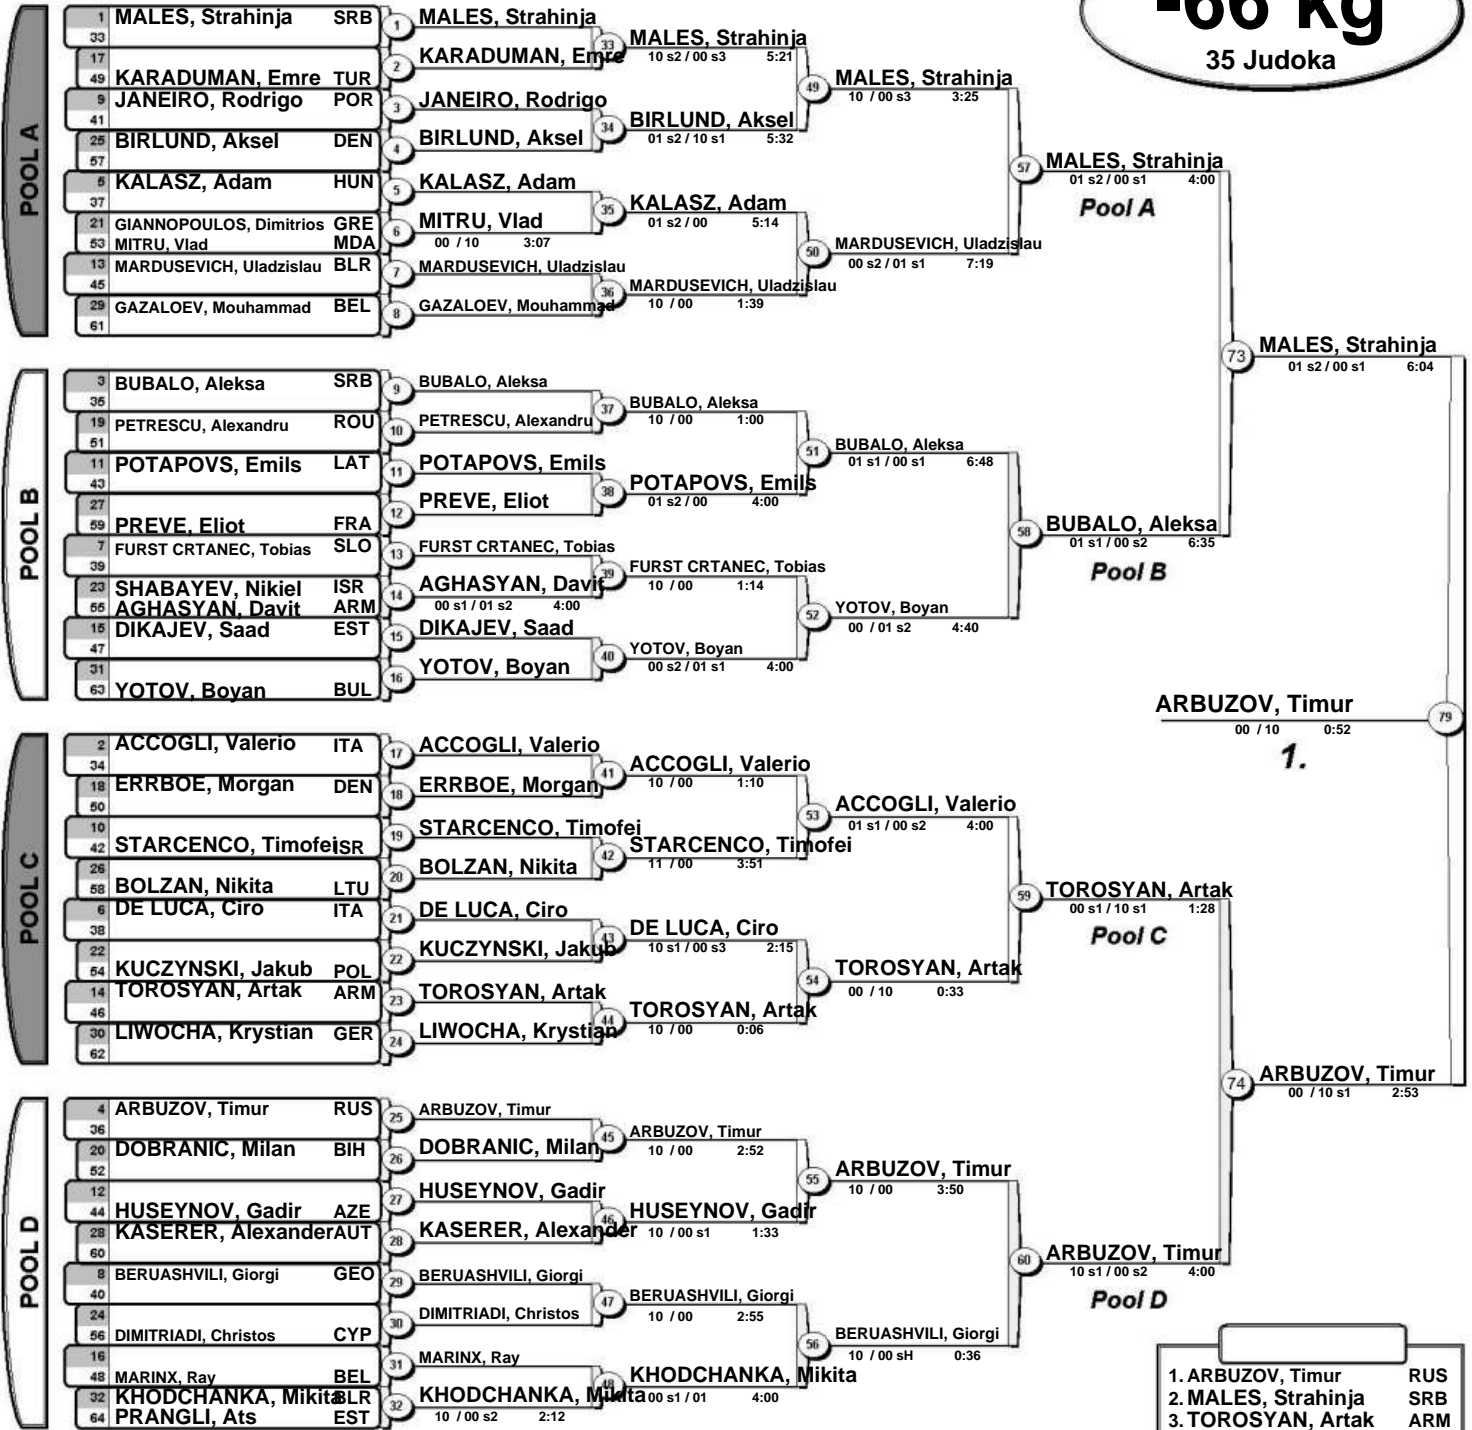 -66 kg
35 Judoka
POOL A
1 MALES, Strahinja SRB
33
17
49 KARADUMAN, Emre TUR
9 JANEIRO, Rodrigo POR
41
25 BIRLUND, Aksel DEN
57
5 KALASZ, Adam HUN
37
21 GIANNOPOULOS, Dimitrios GRE
53 MITRU, Vlad MDA
13 MARDUSEVICH, Uladzislau BLR
45
29 GAZALOEV, Mouhammad BEL
61
1 MALES, Strahinja
2 KARADUMAN, Emre
3 JANEIRO, Rodrigo
4 BIRLUND, Aksel
5 KALASZ, Adam
6 MITRU, Vlad
00 / 10 3:07
7 MARDUSEVICH, Uladzislau
8 GAZALOEV, Mouhammad
33 MALES, Strahinja
10 s2 / 00 s3 5:21
34 BIRLUND, Aksel
01 s2 / 10 s1 5:32
35 KALASZ, Adam
01 s2 / 00 5:14
36 MARDUSEVICH, Uladzislau
10 / 00 1:39
49 MALES, Strahinja
10 / 00 s3 3:25
50 MARDUSEVICH, Uladzislau
00 s2 / 01 s1 7:19
57 MALES, Strahinja
01 s2 / 00 s1 4:00
Pool A
POOL B
3 BUBALO, Aleksa SRB
35
19 PETRESCU, Alexandru ROU
51
11 POTAPOVS, Emils LAT
43
27
59 PREVE, Eliot FRA
7 FURST CRTANEC, Tobias SLO
39
23 SHABAYEV, Nikiel ISR
55 AGHASYAN, Davit ARM
15 DIKAJEV, Saad EST
47
31
63 YOTOV, Boyan BUL
9 BUBALO, Aleksa
10 PETRESCU, Alexandru
11 POTAPOVS, Emils
12 PREVE, Eliot
13 FURST CRTANEC, Tobias
14 AGHASYAN, Davit
00 s1 / 01 s2 4:00
15 DIKAJEV, Saad
16 YOTOV, Boyan
37 BUBALO, Aleksa
10 / 00 1:00
38 POTAPOVS, Emils
01 s2 / 00 4:00
39 FURST CRTANEC, Tobias
10 / 00 1:14
40 YOTOV, Boyan
00 s2 / 01 s1 4:00
51 BUBALO, Aleksa
01 s1 / 00 s1 6:48
52 YOTOV, Boyan
00 / 01 s2 4:40
58 BUBALO, Aleksa
01 s1 / 00 s2 6:35
Pool B
73 MALES, Strahinja
01 s2 / 00 s1 6:04
ARBUZOV, Timur 79
00 / 10 0:52
1.
POOL C
2 ACCOGLI, Valerio ITA
34
18 ERRBOE, Morgan DEN
50
10
42 STARCENCO, Timofei ISR
26
58 BOLZAN, Nikita LTU
6 DE LUCA, Ciro ITA
38
22
54 KUCZYNSKI, Jakub POL
14 TOROSYAN, Artak ARM
46
30 LIWOCHA, Krystian GER
62
17 ACCOGLI, Valerio
18 ERRBOE, Morgan
19 STARCENCO, Timofei
20 BOLZAN, Nikita
21 DE LUCA, Ciro
22 KUCZYNSKI, Jakub
23 TOROSYAN, Artak
24 LIWOCHA, Krystian
41 ACCOGLI, Valerio
10 / 00 1:10
42 STARCENCO, Timofei
11 / 00 3:51
43 DE LUCA, Ciro
10 s1 / 00 s3 2:15
44 TOROSYAN, Artak
10 / 00 0:06
53 ACCOGLI, Valerio
01 s1 / 00 s2 4:00
54 TOROSYAN, Artak
00 / 10 0:33
59 TOROSYAN, Artak
00 s1 / 10 s1 1:28
Pool C
POOL D
4 ARBUZOV, Timur RUS
36
20 DOBRANIC, Milan BIH
52
12
44 HUSEYNOV, Gadir AZE
28 KASERER, Alexander AUT
60
8 BERUASHVILI, Giorgi GEO
40
24
56 DIMITRIADI, Christos CYP
16
48 MARINX, Ray BEL
32 KHODCHANKA, Mikita BLR
64 PRANGLI, Ats EST
25 ARBUZOV, Timur
26 DOBRANIC, Milan
27 HUSEYNOV, Gadir
28 KASERER, Alexander
29 BERUASHVILI, Giorgi
30 DIMITRIADI, Christos
31 MARINX, Ray
32 KHODCHANKA, Mikita
10 / 00 s2 2:12
45 ARBUZOV, Timur
10 / 00 2:52
46 HUSEYNOV, Gadir
10 / 00 s1 1:33
47 BERUASHVILI, Giorgi
10 / 00 2:55
48 KHODCHANKA, Mikita
00 s1 / 01 4:00
55 ARBUZOV, Timur
10 / 00 3:50
56 BERUASHVILI, Giorgi
10 / 00 sH 0:36
60 ARBUZOV, Timur
10 s1 / 00 s2 4:00
Pool D
74 ARBUZOV, Timur
00 / 10 s1 2:53
1. ARBUZOV, Timur RUS
2. MALES, Strahinja SRB
3. TOROSYAN, Artak ARM